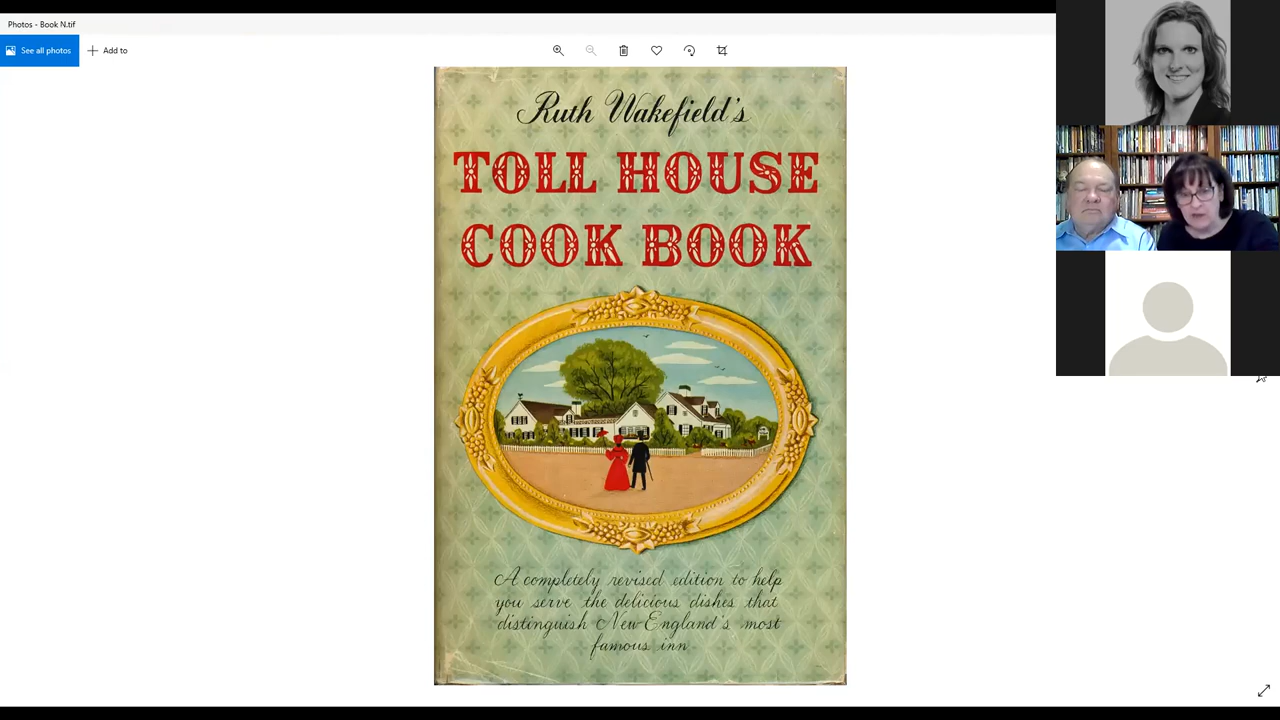 Photos - Book N.tif
See all photos
Add to
Ruth Wakefield's
TOLL HOUSE
COOK BOOK
A completely revised edition to help
you serve the delicious dishes that
distinguish New England's most
famous inn